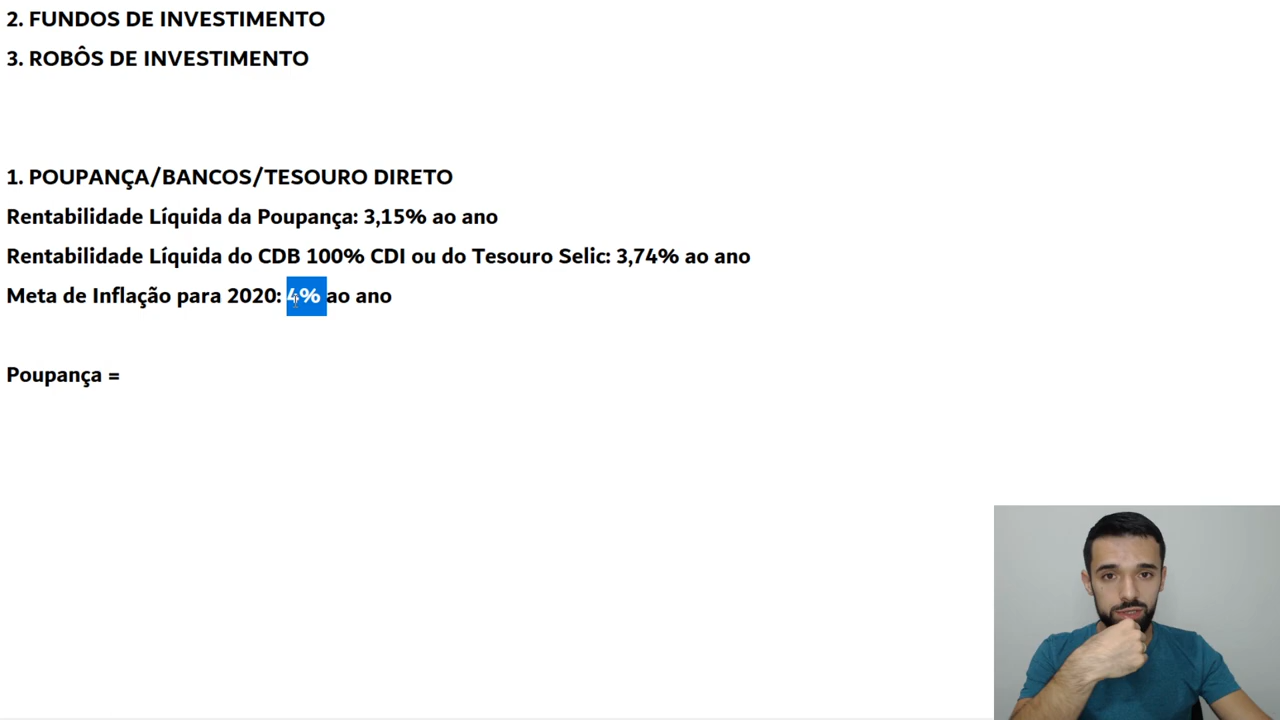 2. FUNDOS DE INVESTIMENTO
3. ROBÔS DE INVESTIMENTO
1. POUPANÇA/BANCOS/TESOURO DIRETO
Rentabilidade Líquida da Poupança: 3,15% ao ano
Rentabilidade Líquida do CDB 100% CDI ou do Tesouro Selic: 3,74% ao ano
Meta de Inflação para 2020: 4% ao ano
Poupança =